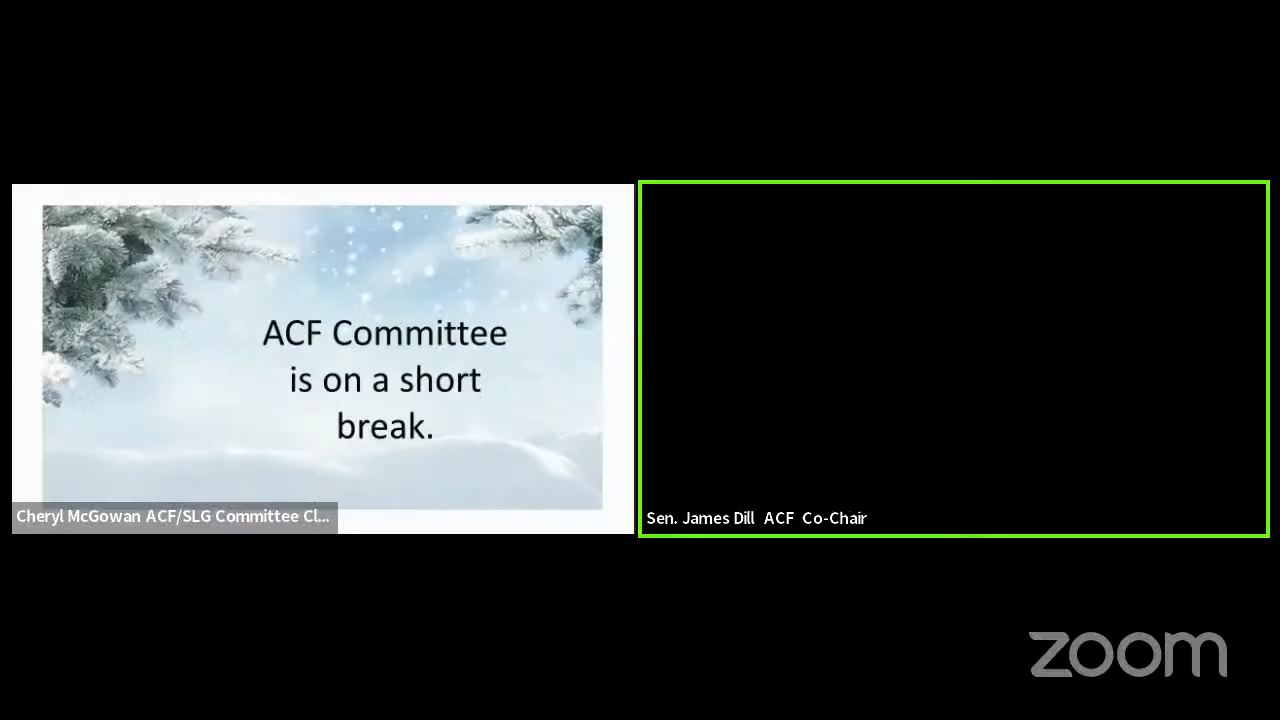 ACF Committee
is on a short
break.
Cheryl McGowan ACF/SLG Committee Cl...
Sen. James Dill ACF Co-Chair
zoom